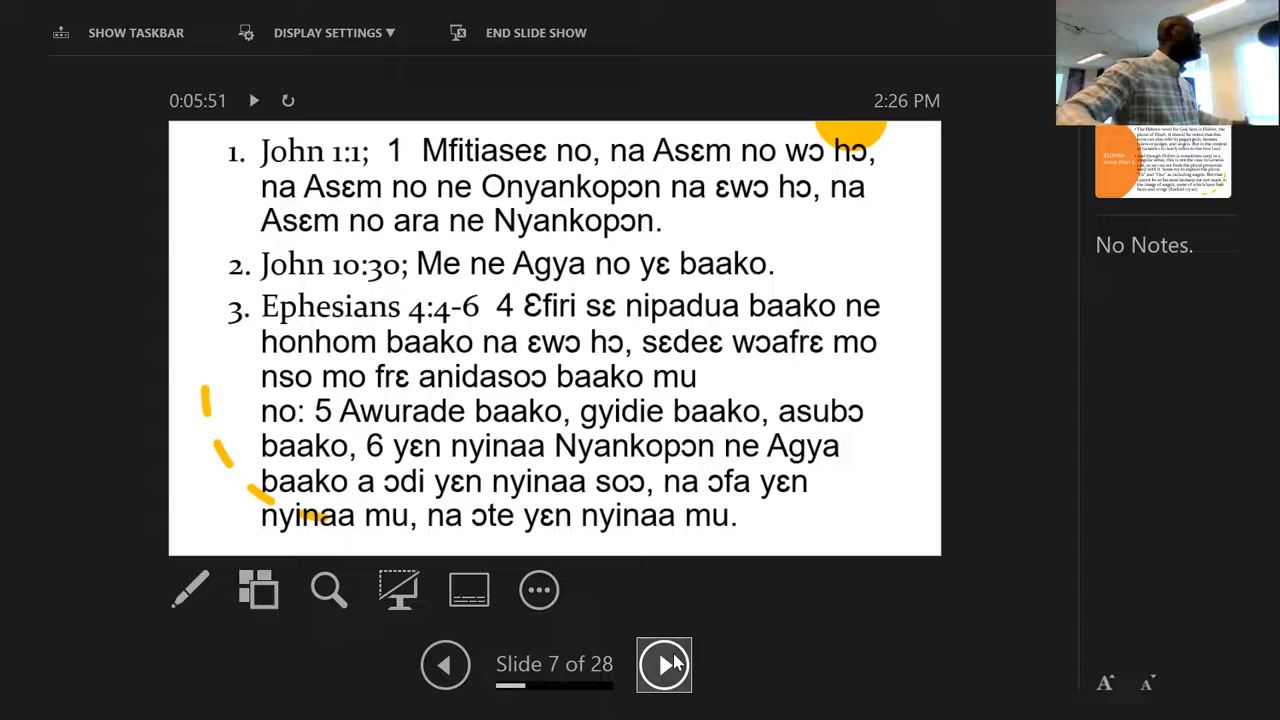 SHOW TASKBAR
DISPLAY SETTINGS ▼
END SLIDE SHOW
0:05:51
2:26 PM
1. John 1:1; 1 Mfitiaseɛ no, na Asɛm no wɔ hɔ,
na Asɛm no ne Onyankopɔn na ɛwɔ hɔ, na
Asɛm no ara ne Nyankopɔn.
2. John 10:30; Me ne Agya no yɛ baako.
3. Ephesians 4:4-6 4 Ɛfiri sɛ nipadua baako ne
honhom baako na ɛwɔ hɔ, sɛdeɛ wɔafrɛ mo
nso mo frɛ anidasoɔ baako mu
no: 5 Awurade baako, gyidie baako, asubɔ
baako, 6 yɛn nyinaa Nyankopɔn ne Agya
baako a ɔdi yɛn nyinaa soɔ, na ɔfa yɛn
nyinaa mu, na ɔte yɛn nyinaa mu.
Slide 7 of 28
ELOHIM
more than 1
No Notes.
A A